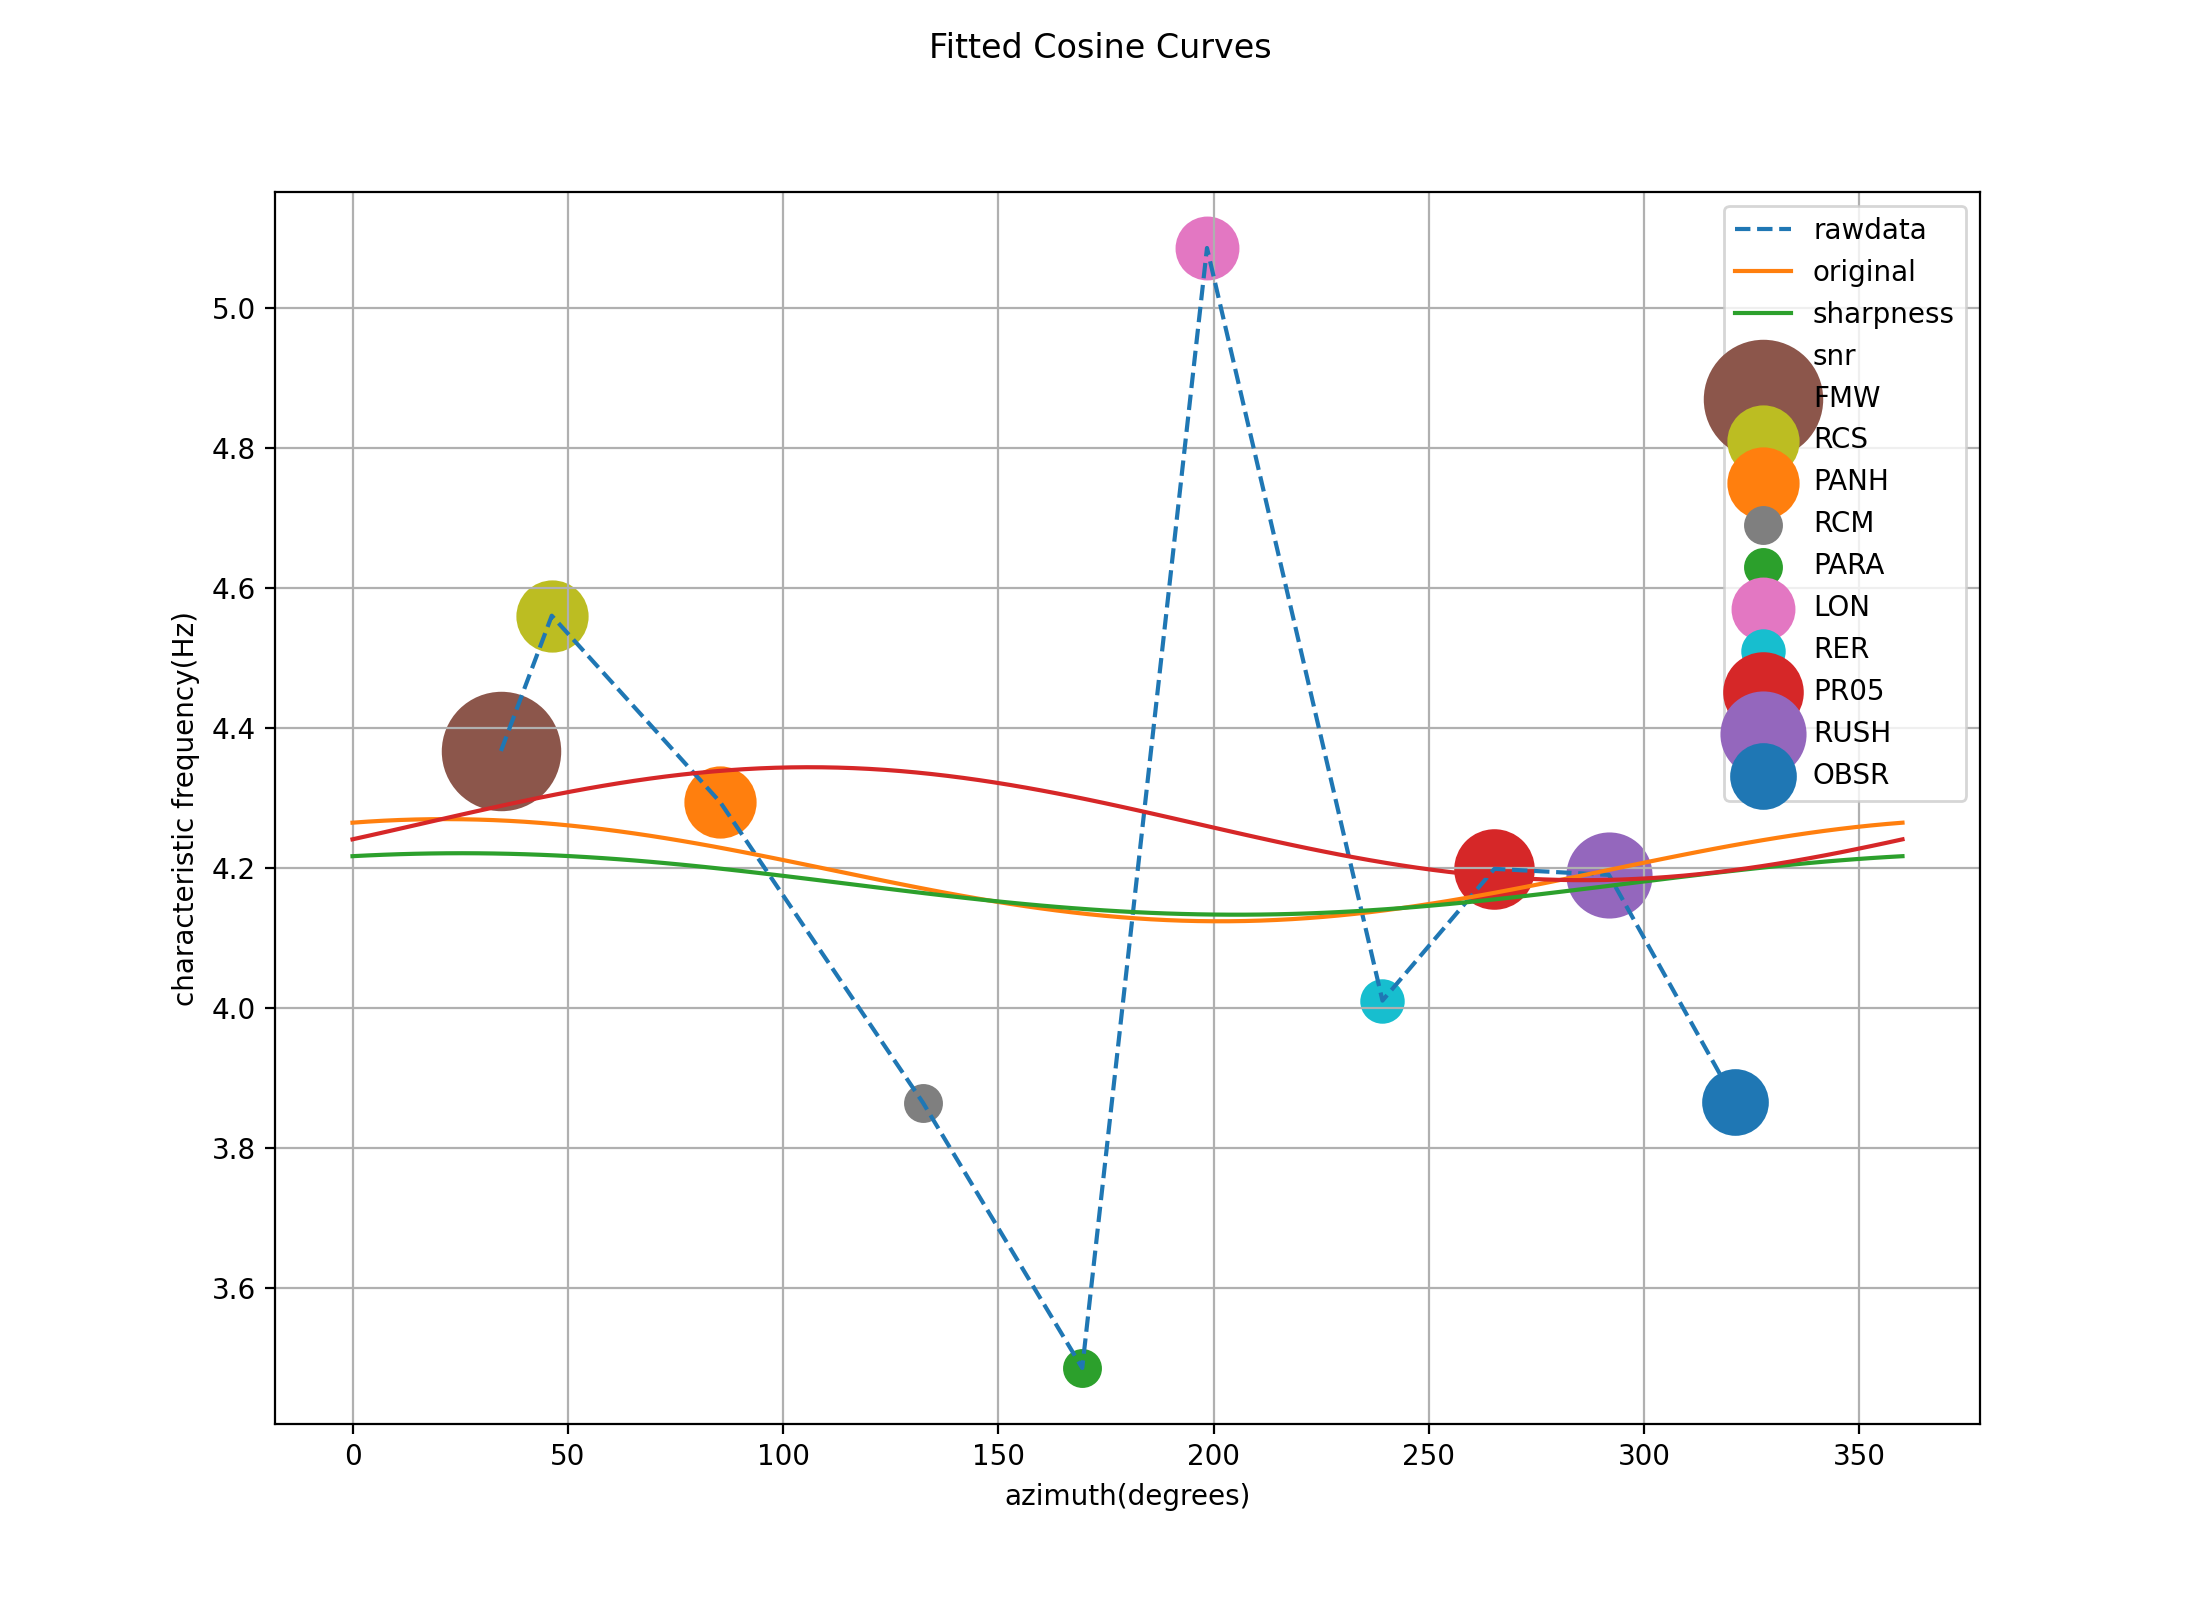 Fitted Cosine Curves
characteristic frequency(Hz)
5.0
4.8
4.6
4.4
4.2
4.0
3.8
3.6
rawdata
original
sharpness
snr
FMW
RCS
PANH
RCM
PARA
LON
RER
PR05
RUSH
OBSR
0 50 100 150 200 250 300 350
azimuth(degrees)